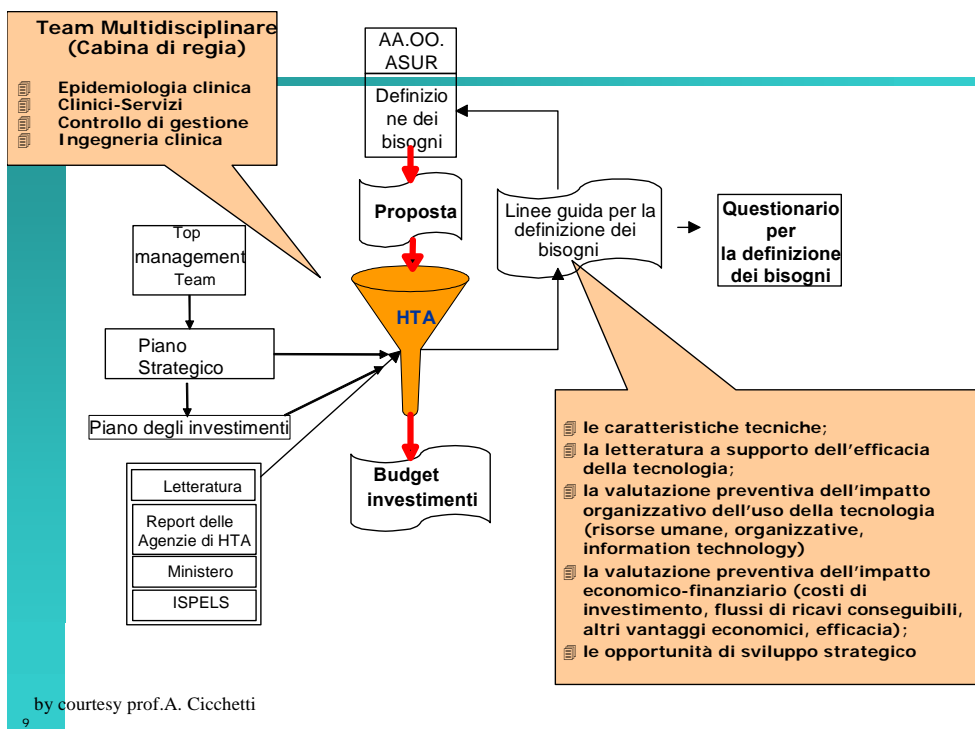 Team Multidisciplinare
(Cabina di regia)
Epidemiologia clinica
Clinici-Servizi
Controllo di gestione
Ingegneria clinica
AA.OO.
ASUR
Definizio
ne dei
bisogni
Proposta
Linee guida per la
definizione dei
bisogni
Questionario
per
la definizione
dei bisogni
Top
management
Team
HTA
Piano
Strategico
Piano degli investimenti
Letteratura
Report delle
Agenzie di HTA
Ministero
ISPELS
Budget
investimenti
le caratteristiche tecniche;
la letteratura a supporto dell'efficacia
della tecnologia;
la valutazione preventiva dell'impatto
organizzativo dell'uso della tecnologia
(risorse umane, organizzative,
information technology)
la valutazione preventiva dell'impatto
economico-finanziario (costi di
investimento, flussi di ricavi conseguibili,
altri vantaggi economici, efficacia);
le opportunità di sviluppo strategico
by courtesy prof.A. Cicchetti
9